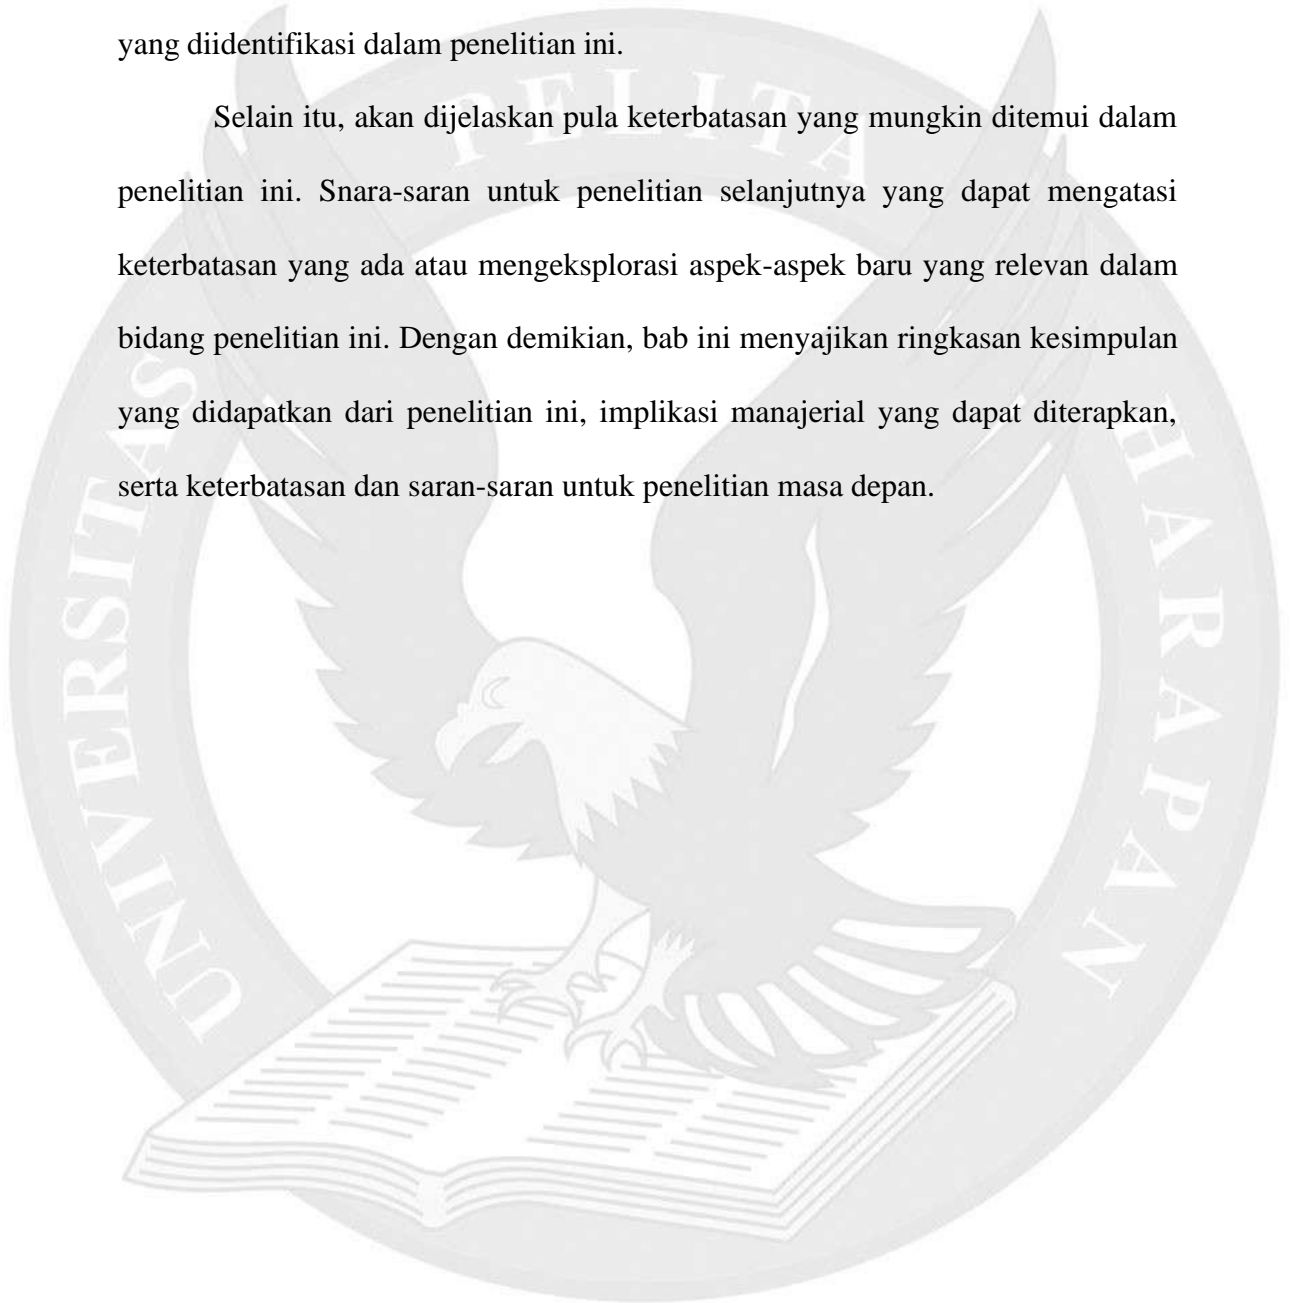 yang diidentifikasi dalam penelitian ini.
PELITA
Selain itu, akan dijelaskan pula keterbatasan yang mungkin ditemui dalam
penelitian ini. Snara-saran untuk penelitian selanjutnya yang dapat mengatasi
keterbatasan yang ada atau mengeksplorasi aspek-aspek baru yang relevan dalam
bidang penelitian ini. Dengan demikian, bab ini menyajikan ringkasan kesimpulan
yang didapatkan dari penelitian ini, implikasi manajerial yang dapat diterapkan,
serta keterbatasan dan saran-saran untuk penelitian masa depan.
UNIVERSITAS
HARAPAN